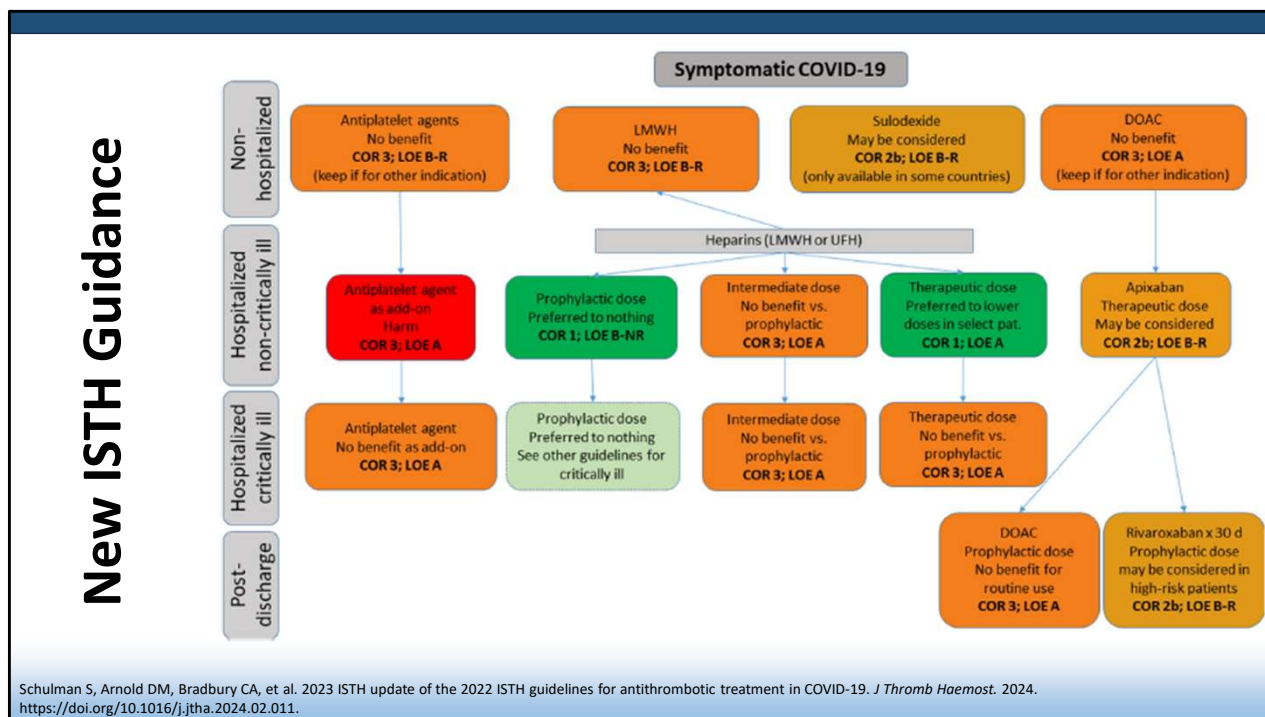 New ISTH Guidance
Symptomatic COVID-19
Non-
hospitalized
Antiplatelet agents
No benefit
COR 3; LOE B-R
(keep if for other indication)
LMWH
No benefit
COR 3; LOE B-R
Sulodexide
May be considered
COR 2b; LOE B-R
(only available in some countries)
DOAC
No benefit
COR 3; LOE A
(keep if for other indication)
Heparins (LMWH or UFH)
Hospitalized
non-critically ill
Antiplatelet agent
as add-on
Harm
COR 3; LOE A
Prophylactic dose
Preferred to nothing
COR 1; LOE B-NR
Intermediate dose
No benefit vs.
prophylactic
COR 3; LOE A
Therapeutic dose
Preferred to lower
doses in select pat.
COR 1; LOE A
Apixaban
Therapeutic dose
May be considered
COR 2b; LOE B-R
Hospitalized
critically ill
Antiplatelet agent
No benefit as add-on
COR 3; LOE A
Prophylactic dose
Preferred to nothing
See other guidelines for
critically ill
Intermediate dose
No benefit vs.
prophylactic
COR 3; LOE A
Therapeutic dose
No benefit vs.
prophylactic
COR 3; LOE A
Post-
discharge
DOAC
Prophylactic dose
No benefit for
routine use
COR 3; LOE A
Rivaroxaban x 30 d
Prophylactic dose
may be considered in
high-risk patients
COR 2b; LOE B-R
Schulman S, Arnold DM, Bradbury CA, et al. 2023 ISTH update of the 2022 ISTH guidelines for antithrombotic treatment in COVID-19. J Thromb Haemost. 2024.
https://doi.org/10.1016/j.jtha.2024.02.011.